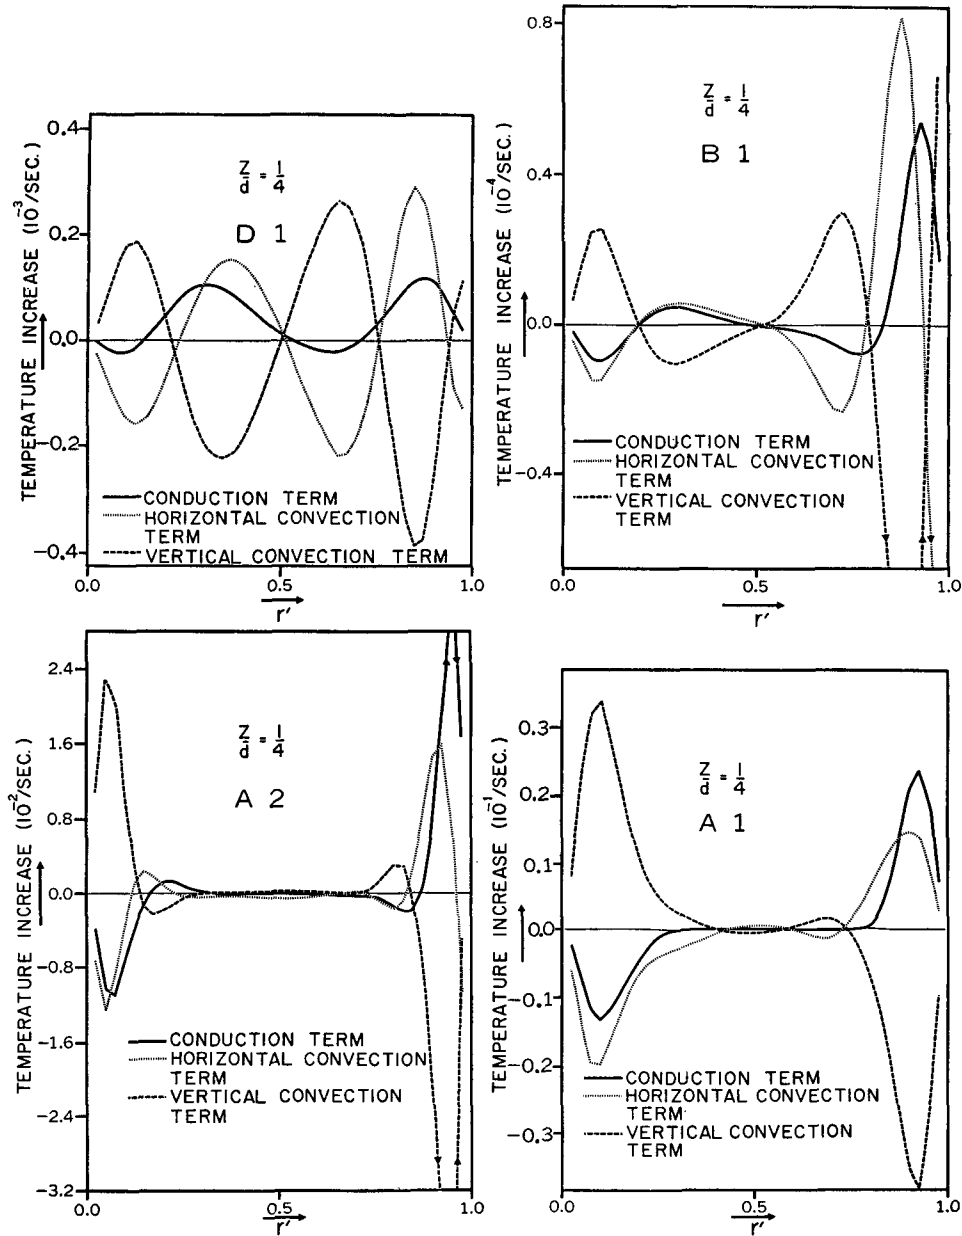 TEMPERATURE INCREASE (10⁻³/SEC.)
0.4
0.2
0.0
-0.2
-0.4
Z/d = 1/4
D 1
CONDUCTION TERM
HORIZONTAL CONVECTION
TERM
VERTICAL CONVECTION TERM
0.0 0.5 1.0
r'
TEMPERATURE INCREASE (10⁻⁴/SEC.)
0.8
0.4
0.0
-0.4
Z/d = 1/4
B 1
CONDUCTION TERM
HORIZONTAL CONVECTION
TERM
VERTICAL CONVECTION
TERM
0.0 0.5 1.0
r'
TEMPERATURE INCREASE (10⁻²/SEC.)
2.4
1.6
0.8
0.0
-0.8
-1.6
-2.4
-3.2
Z/d = 1/4
A 2
CONDUCTION TERM
HORIZONTAL CONVECTION
TERM
VERTICAL CONVECTION
TERM
0.0 0.5 1.0
r'
TEMPERATURE INCREASE (10⁻¹/SEC.)
0.3
0.2
0.1
0.0
-0.1
-0.2
-0.3
Z/d = 1/4
A 1
CONDUCTION TERM
HORIZONTAL CONVECTION
TERM
VERTICAL CONVECTION
TERM
0.0 0.5 1.0
r'